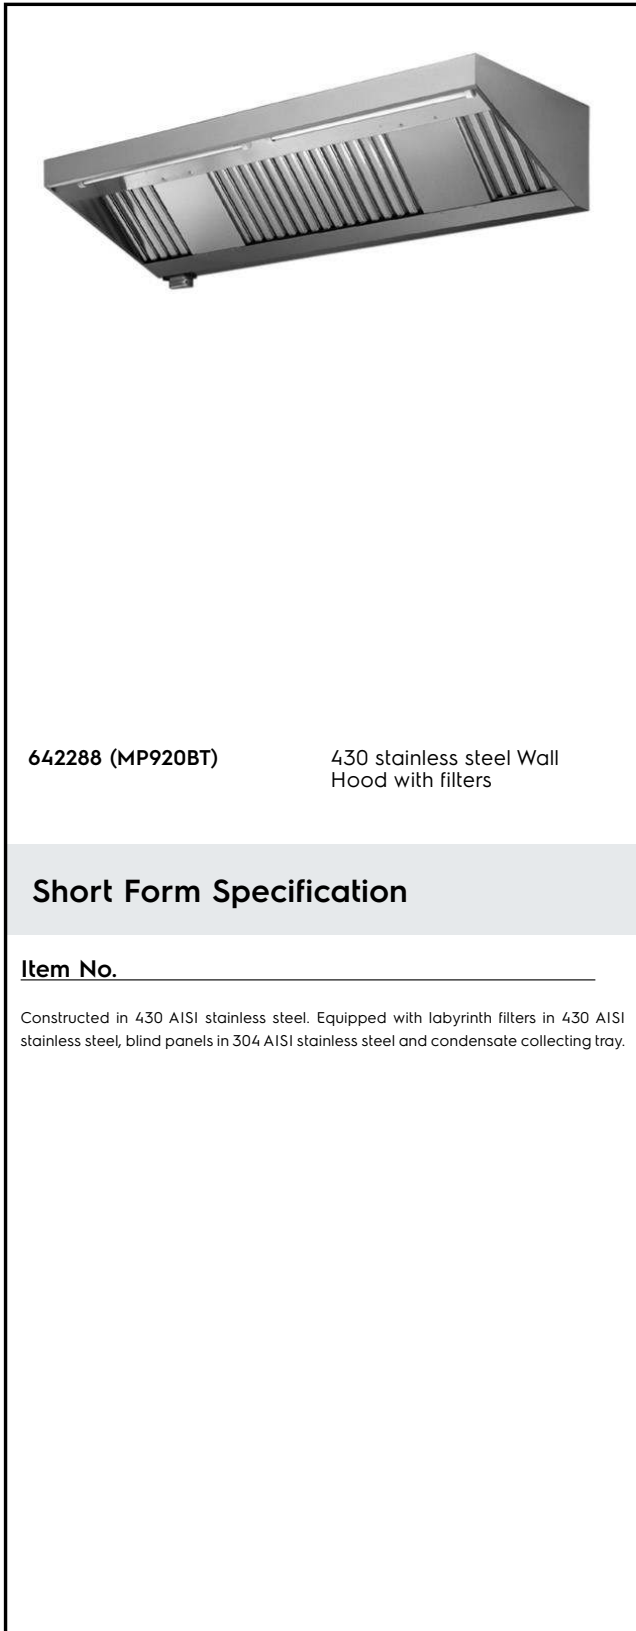 642288 (MP920BT)
430 stainless steel Wall
Hood with filters
Short Form Specification
Item No.
Constructed in 430 AISI stainless steel. Equipped with labyrinth filters in 430 AISI
stainless steel, blind panels in 304 AISI stainless steel and condensate collecting tray.